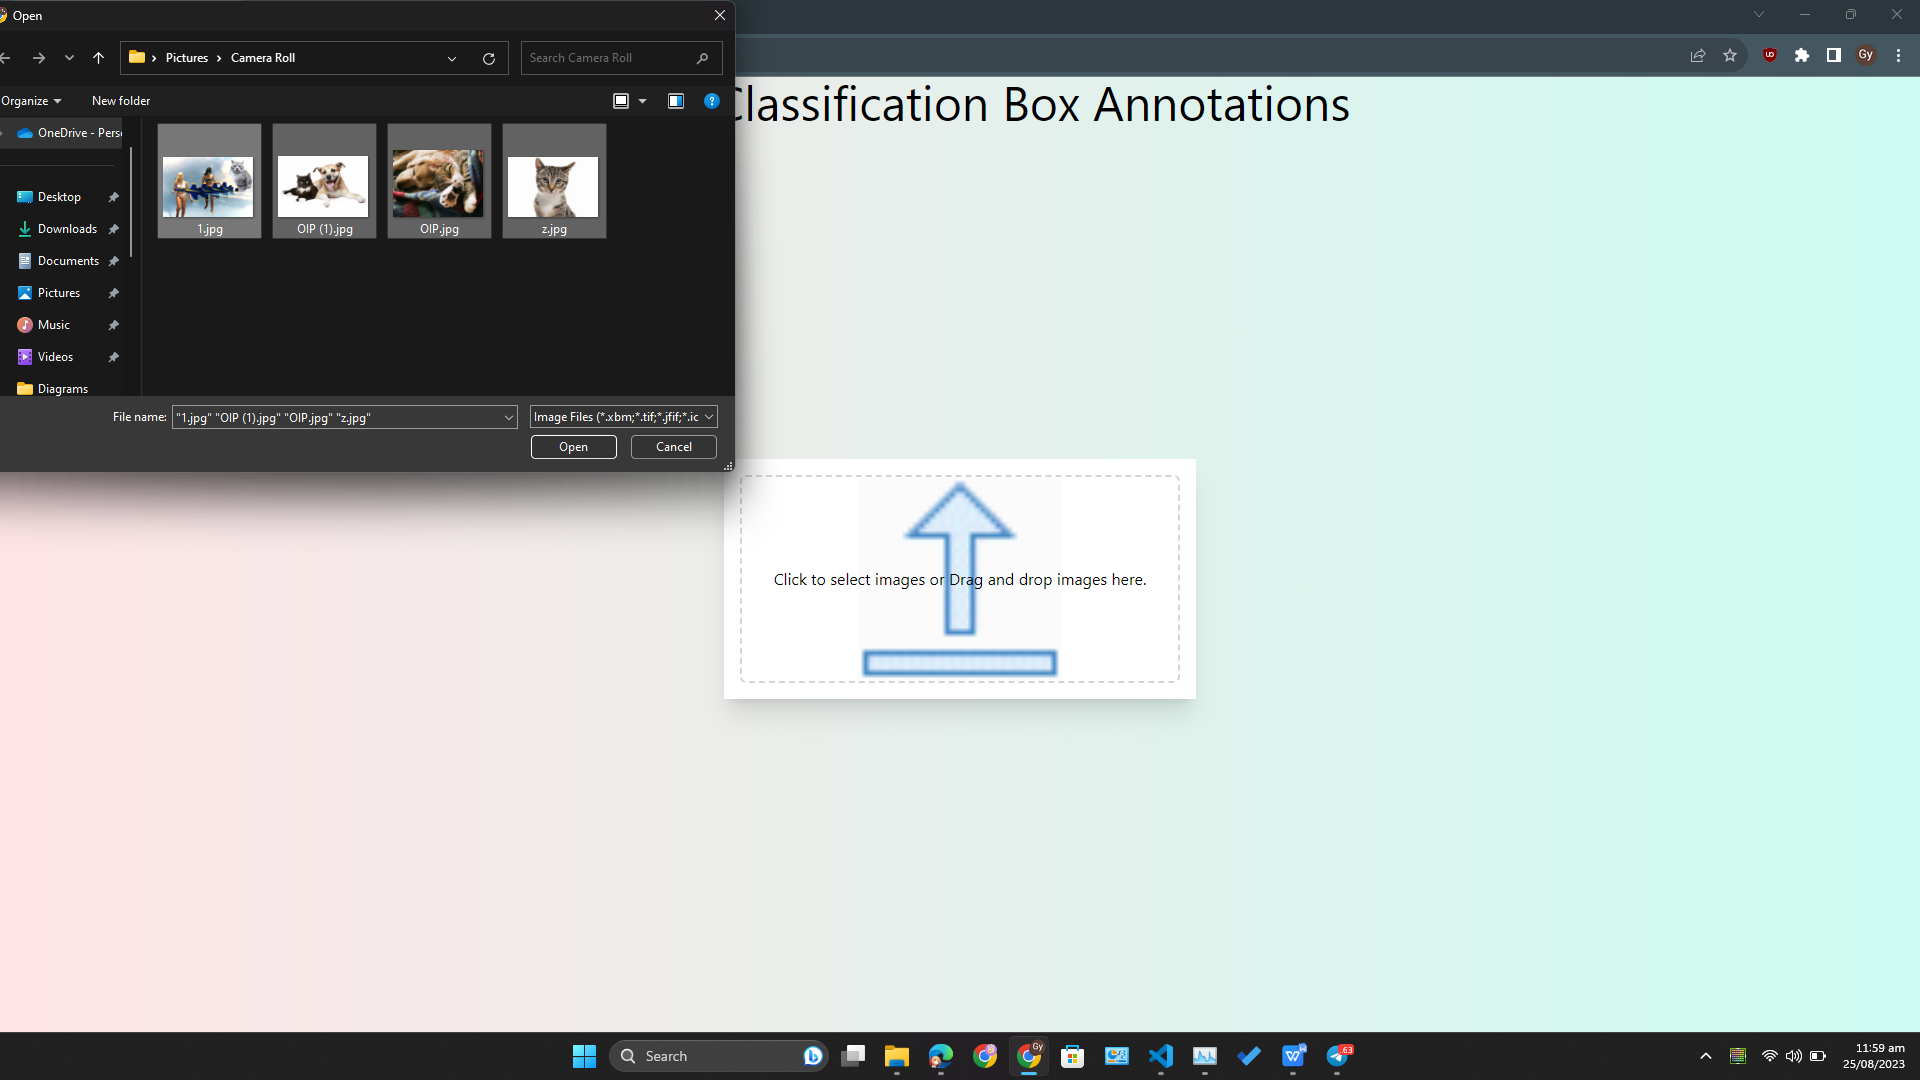 Open
Pictures
Camera Roll
Search Camera Roll
Gy
Organize
New folder
Classification Box Annotations
OneDrive - Perso
1.jpg
OIP (1).jpg
OIP.jpg
z.jpg
Desktop
Downloads
Documents
Pictures
Music
Videos
Diagrams
File name:
"1.jpg" "OIP (1).jpg" "OIP.jpg" "z.jpg"
Image Files (*.xbm;*.tif;*.jfif;*.ic
Open
Cancel
Click to select images or Drag and drop images here.
Search
Gy
63
11:59 am
25/08/2023